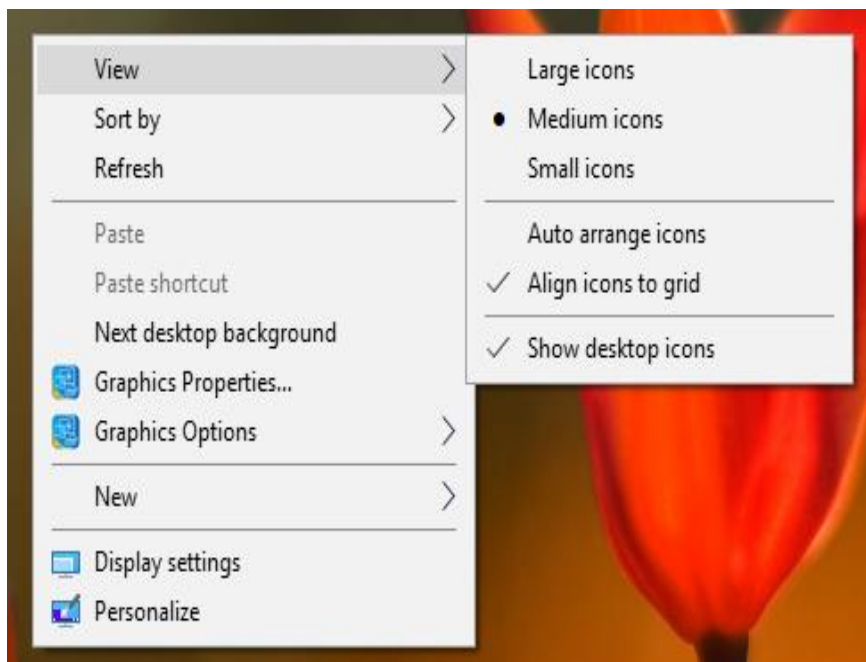 View
Sort by
Refresh
Paste
Paste shortcut
Next desktop background
Graphics Properties...
Graphics Options
New
Display settings
Personalize
Large icons
Medium icons
Small icons
Auto arrange icons
Align icons to grid
Show desktop icons